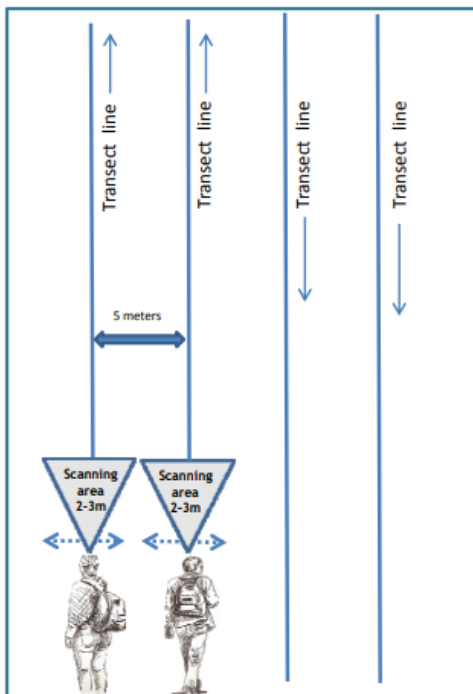 Transect line
Transect line
Transect line
Transect line
5 meters
Scanning
area
2-3m
Scanning
area
2-3m